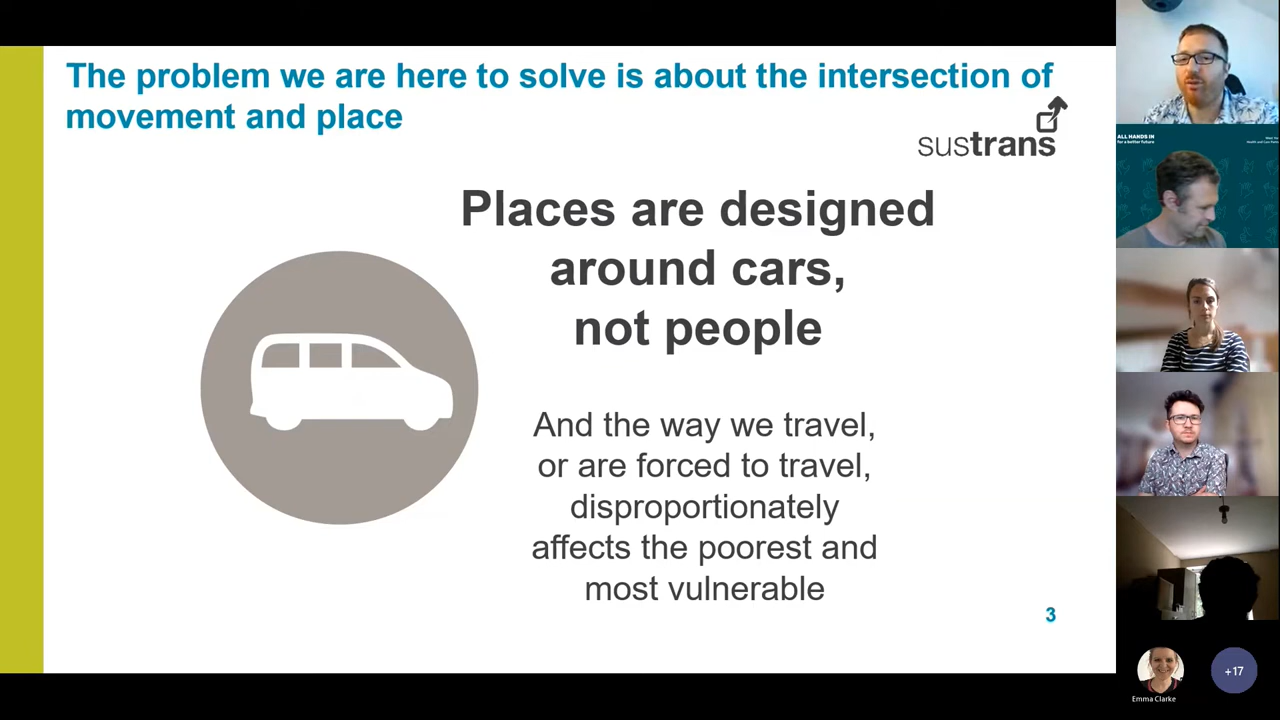 The problem we are here to solve is about the intersection of
movement and place
sustrans
Places are designed
around cars,
not people
And the way we travel,
or are forced to travel,
disproportionately
affects the poorest and
most vulnerable
3
ALL HANDS IN
for a better future
Emma Clarke
+17